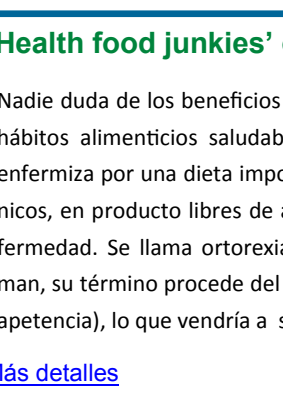 Health food junkies’
Nadie duda de los beneficios
hábitos alimenticios saludab
enfermiza por una dieta impo
nicos, en producto libres de a
fermedad. Se llama ortorexia
man, su término procede del
apetencia), lo que vendría a s
Más detalles